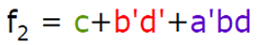 f₂ = c+b'd'+a'bd